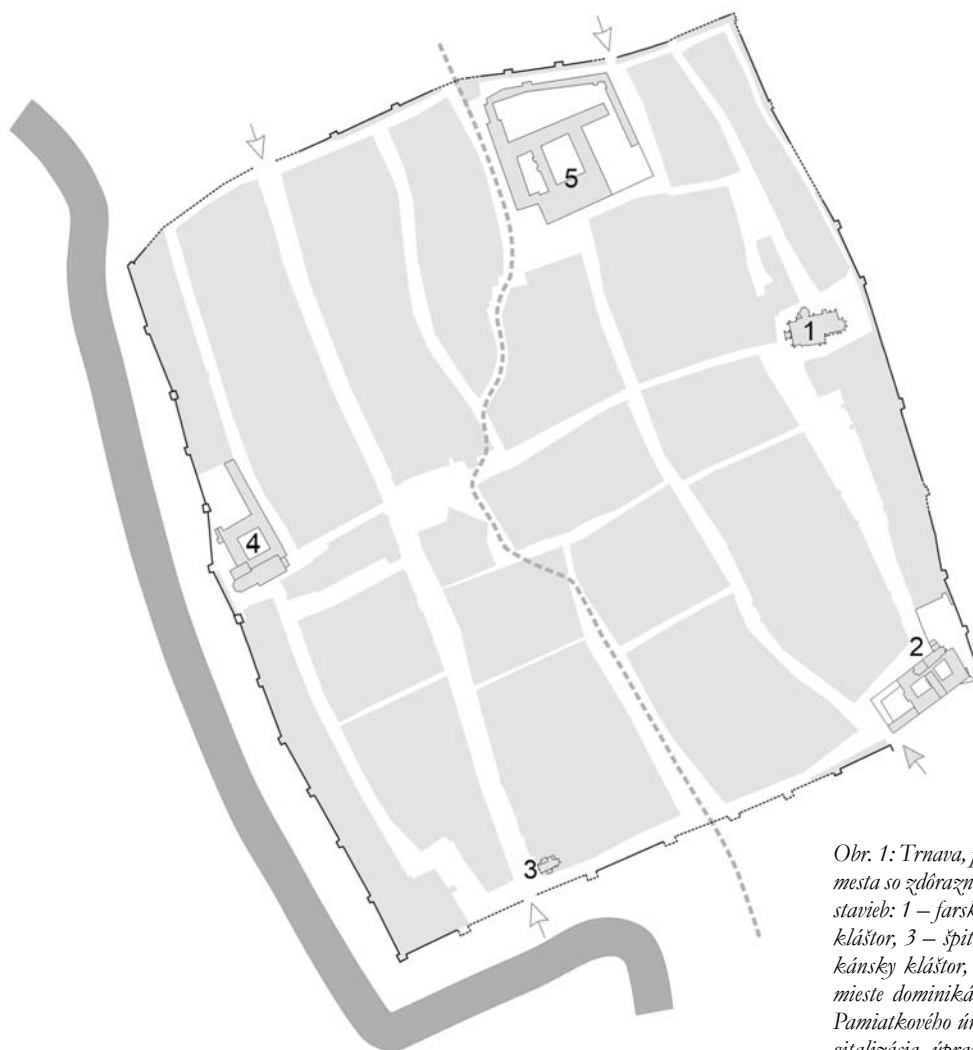 5
1
4
2
3
Obr. 1: Trnava, p
mesta so zdôrazn
stavieb: 1 – farsk
kláštor, 3 – špit
kánsky kláštor,
mieste dominiká
Pamiatkového úr